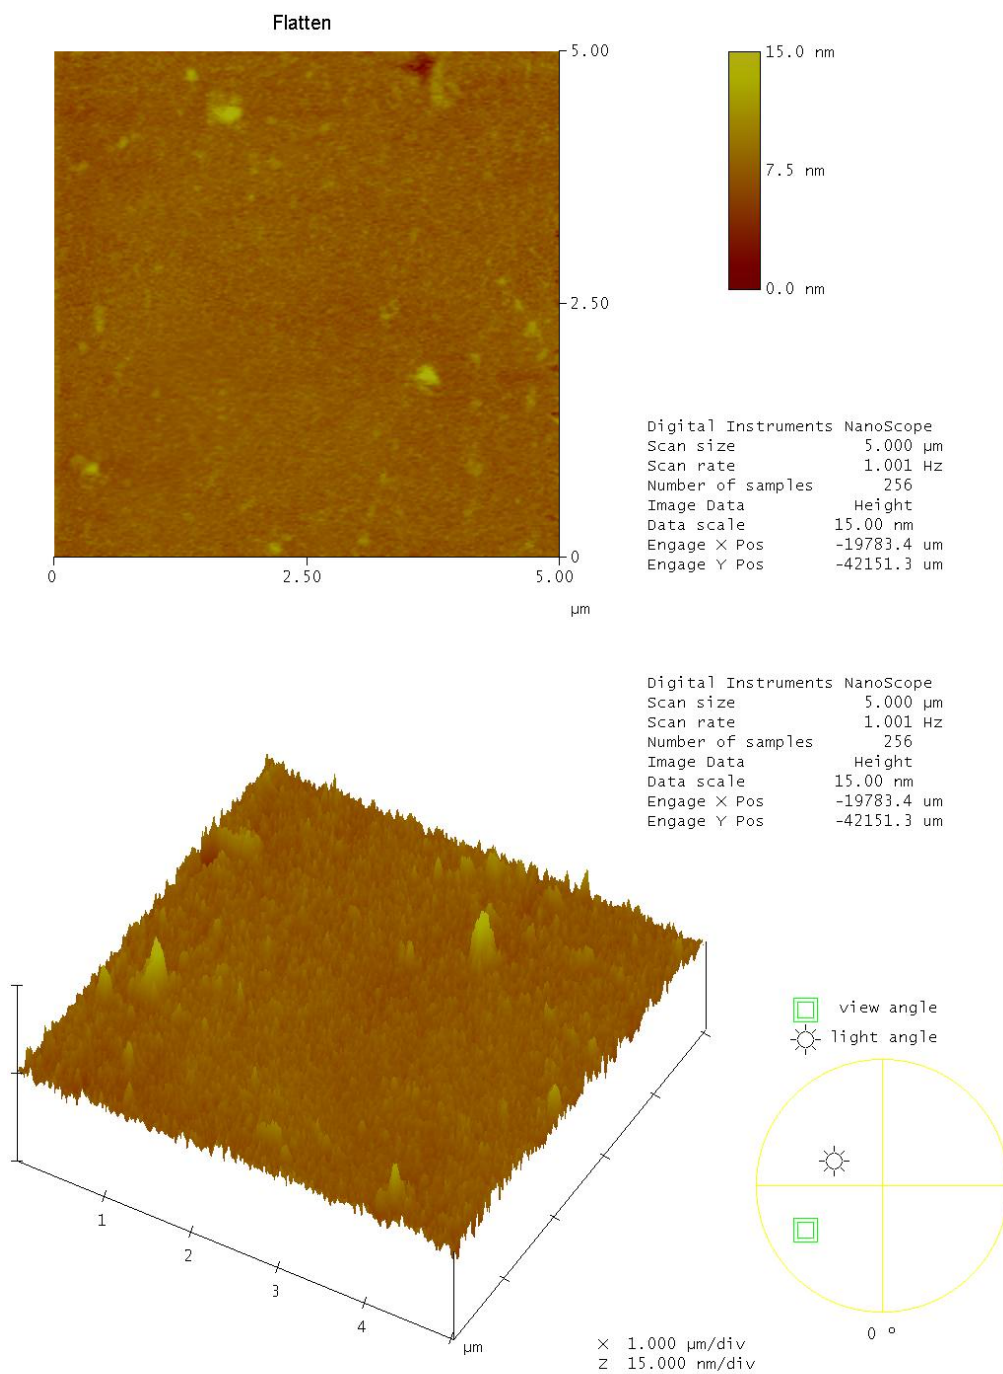 Flatten
5.00
2.50
0
0
2.50
5.00
µm
15.0 nm
7.5 nm
0.0 nm
Digital Instruments NanoScope
Scan size 5.000 µm
Scan rate 1.001 Hz
Number of samples 256
Image Data Height
Data scale 15.00 nm
Engage X Pos -19783.4 um
Engage Y Pos -42151.3 um
Digital Instruments NanoScope
Scan size 5.000 µm
Scan rate 1.001 Hz
Number of samples 256
Image Data Height
Data scale 15.00 nm
Engage X Pos -19783.4 um
Engage Y Pos -42151.3 um
view angle
light angle
1
2
3
4
µm
0 º
X 1.000 µm/div
Z 15.000 nm/div